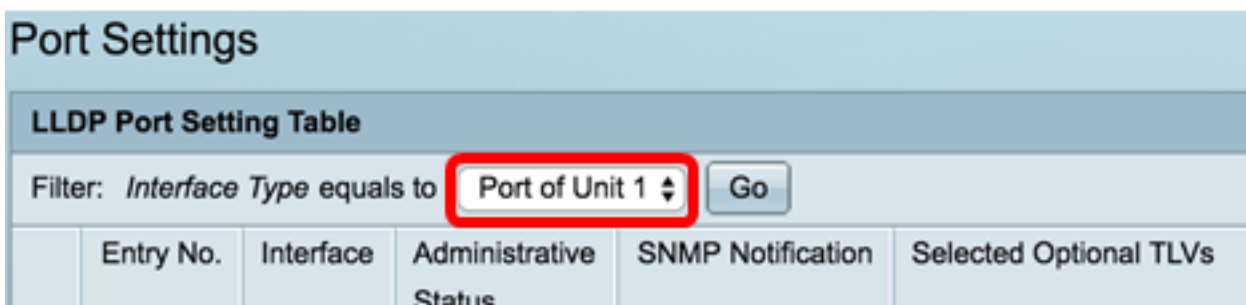 Port Settings
LLDP Port Setting Table
Filter: Interface Type equals to Port of Unit 1 Go
Entry No. Interface Administrative SNMP Notification Selected Optional TLVs
Status